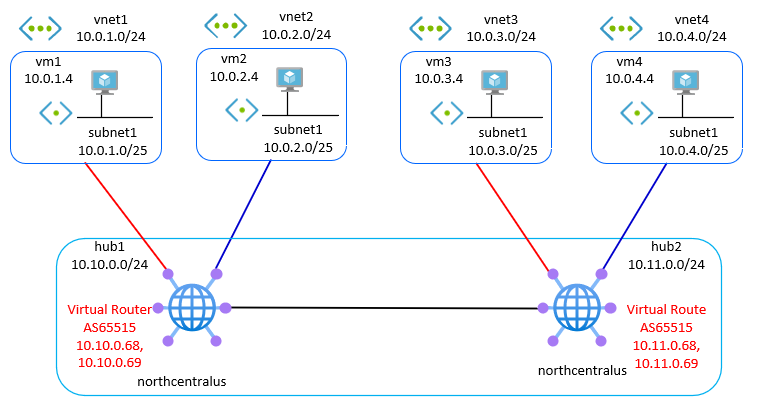 vnet1
10.0.1.0/24
vnet2
10.0.2.0/24
vnet3
10.0.3.0/24
vnet4
10.0.4.0/24
vm1
10.0.1.4
subnet1
10.0.1.0/25
vm2
10.0.2.4
subnet1
10.0.2.0/25
vm3
10.0.3.4
subnet1
10.0.3.0/25
vm4
10.0.4.4
subnet1
10.0.4.0/25
hub1
10.10.0.0/24
Virtual Router
AS65515
10.10.0.68,
10.10.0.69
northcentralus
hub2
10.11.0.0/24
Virtual Route
AS65515
10.11.0.68,
10.11.0.69
northcentralus